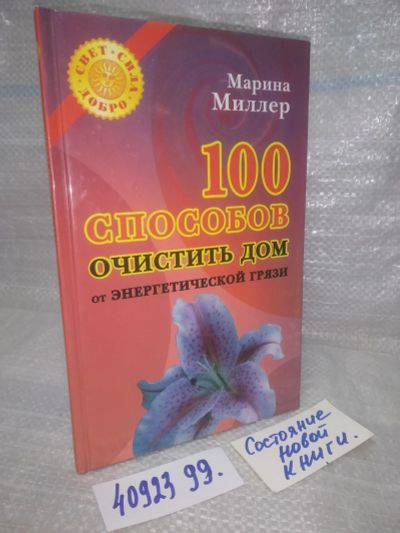 СВЕТ · СИЛА
ДОБРО
Марина
Миллер
100
СПОСОБОВ
ОЧИСТИТЬ ДОМ
от ЭНЕРГЕТИЧЕСКОЙ ГРЯЗИ
Состояние
новой
книги.
40923 99.